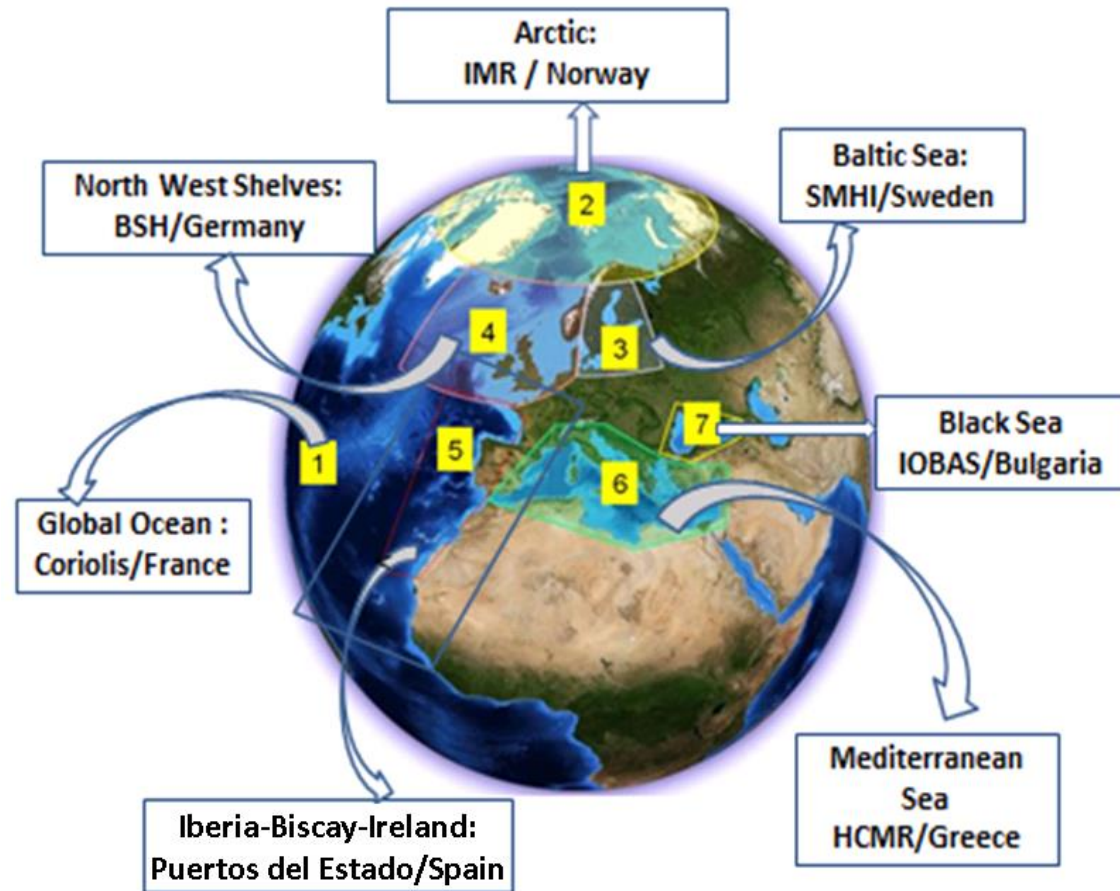 Arctic:
IMR / Norway
Baltic Sea:
SMHI/Sweden
North West Shelves:
BSH/Germany
2
4
3
7
5
1
6
Black Sea
IOBAS/Bulgaria
Global Ocean :
Coriolis/France
Mediterranean
Sea
HCMR/Greece
Iberia-Biscay-Ireland:
Puertos del Estado/Spain